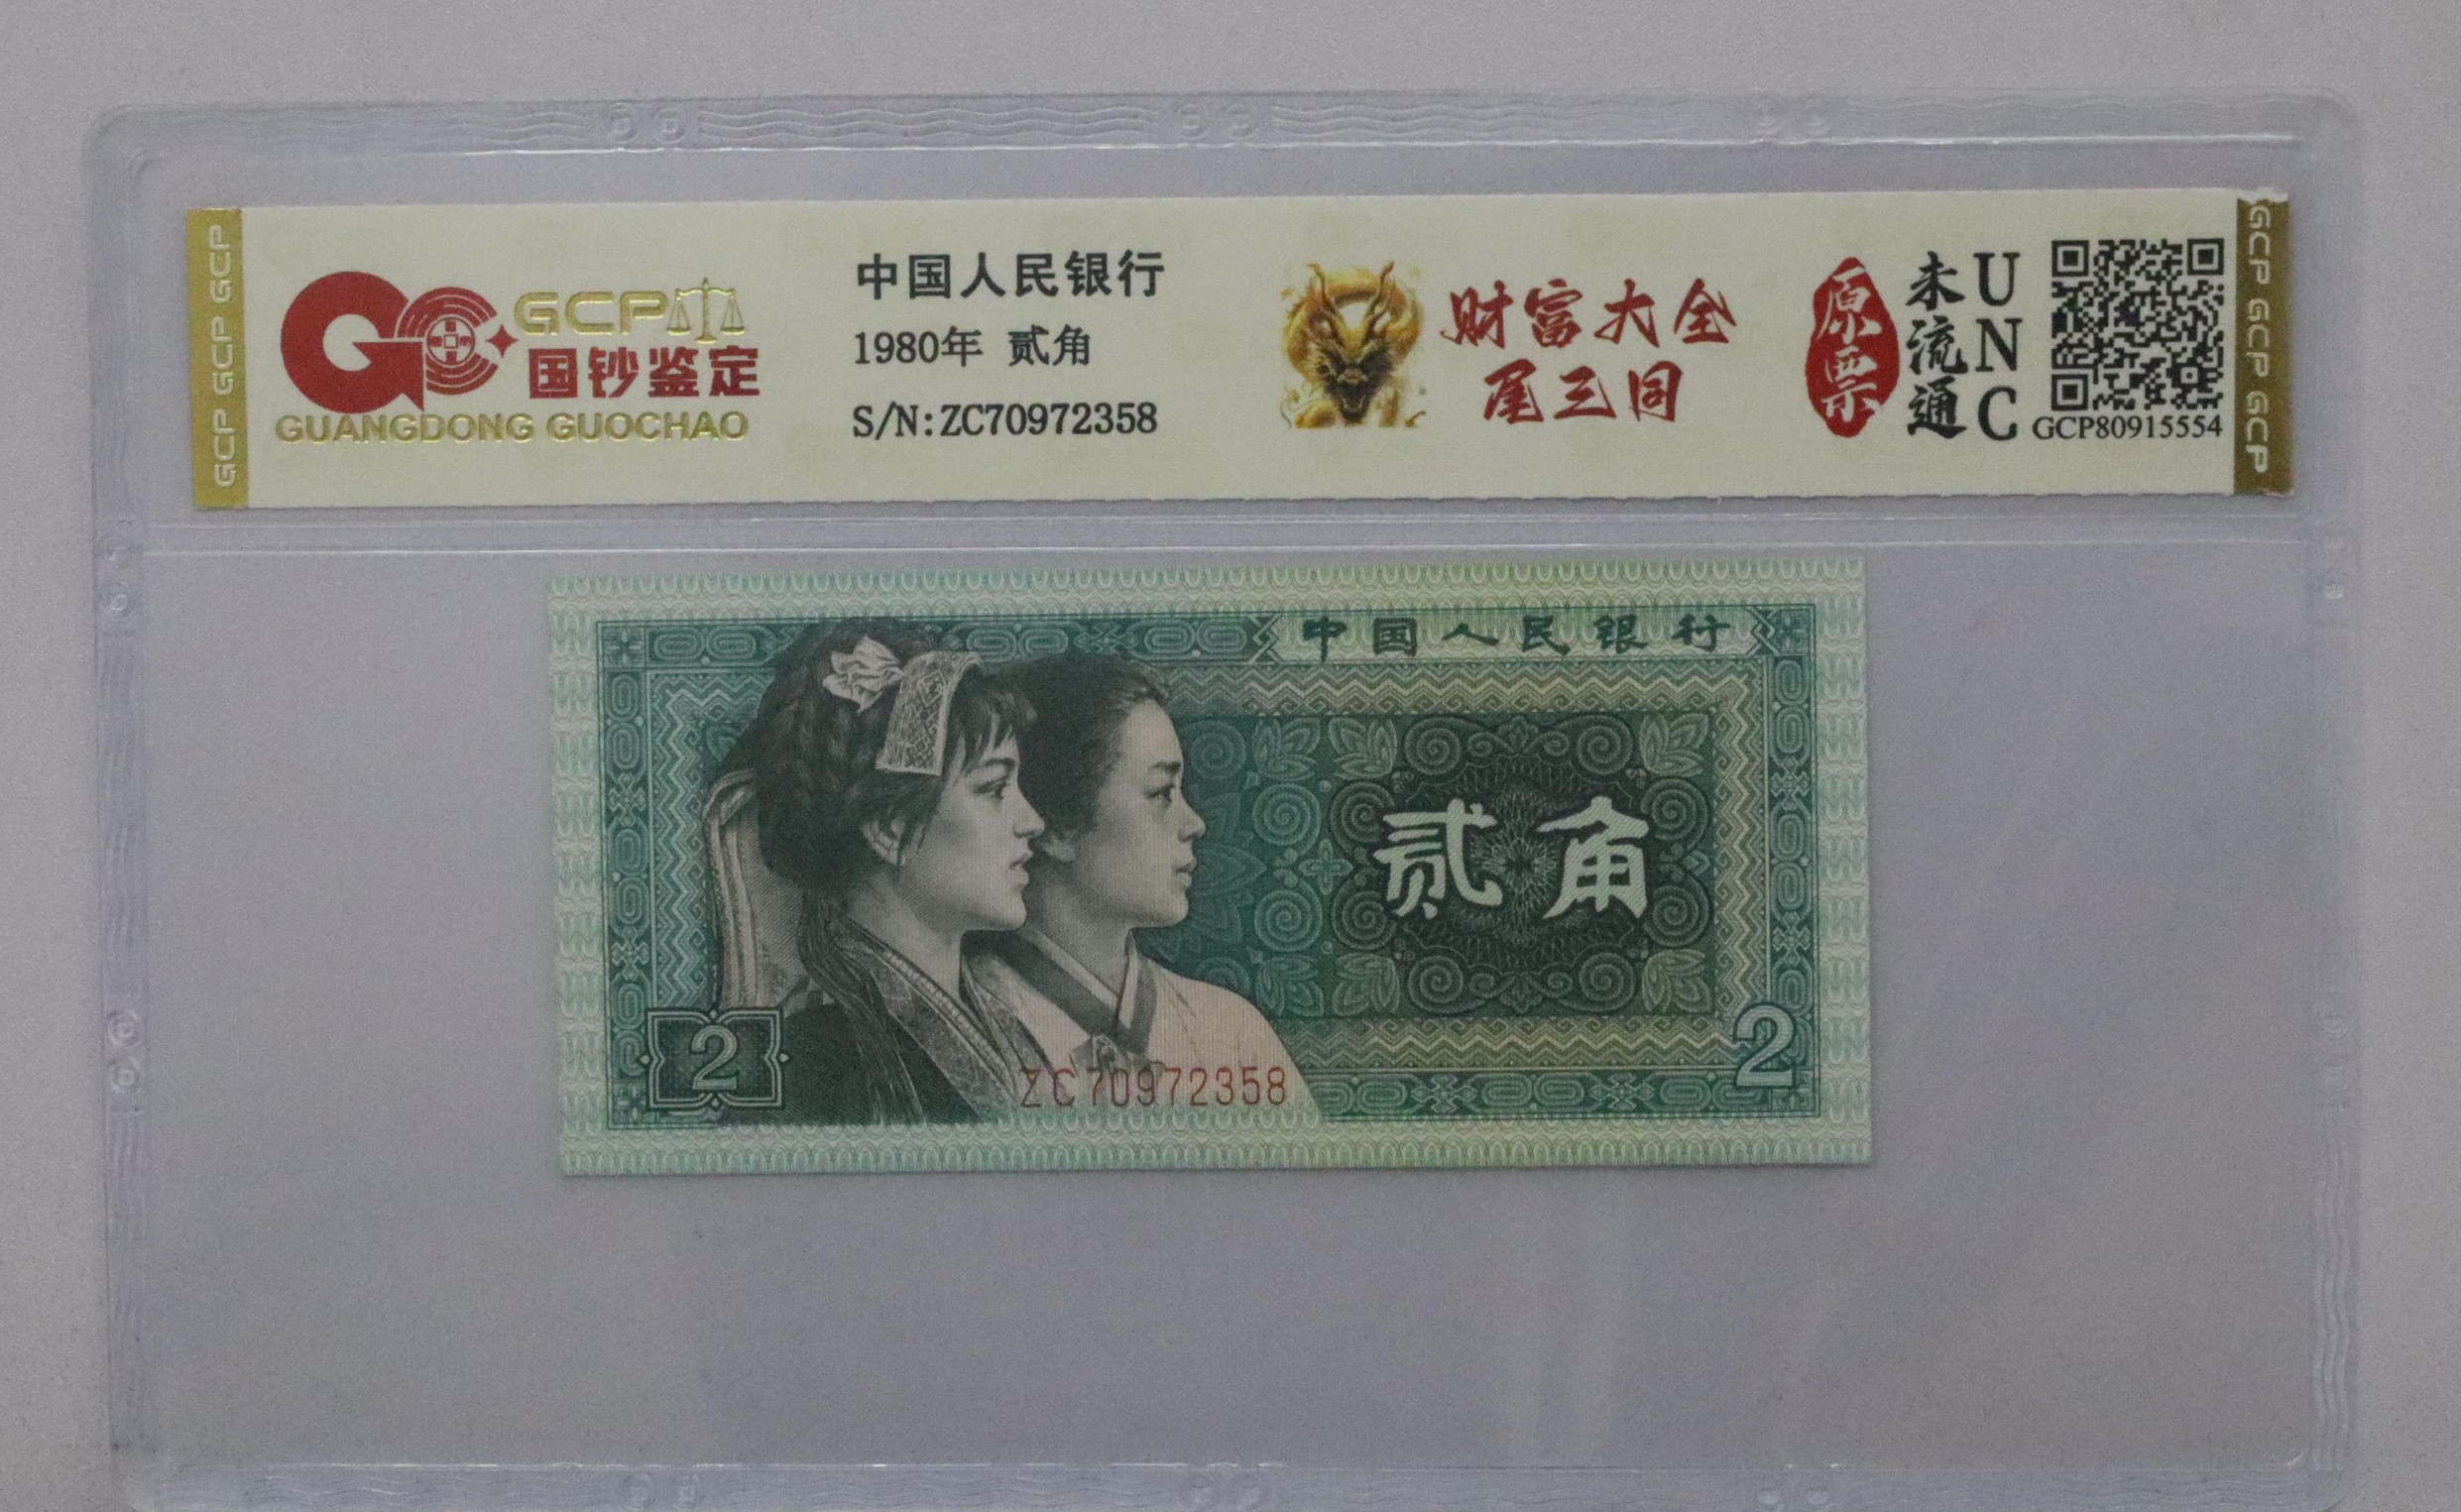 GCP GCP GCP
GCP
国钞鉴定
GUANGDONG GUOCHAO
中国人民银行
1980年 贰角
S/N:ZC70972358
财富大全
尾三同
原票
未流通
UNC
GCP80915554
GCP GCP GCP
中国人民银行
贰角
2
2
ZC70972358